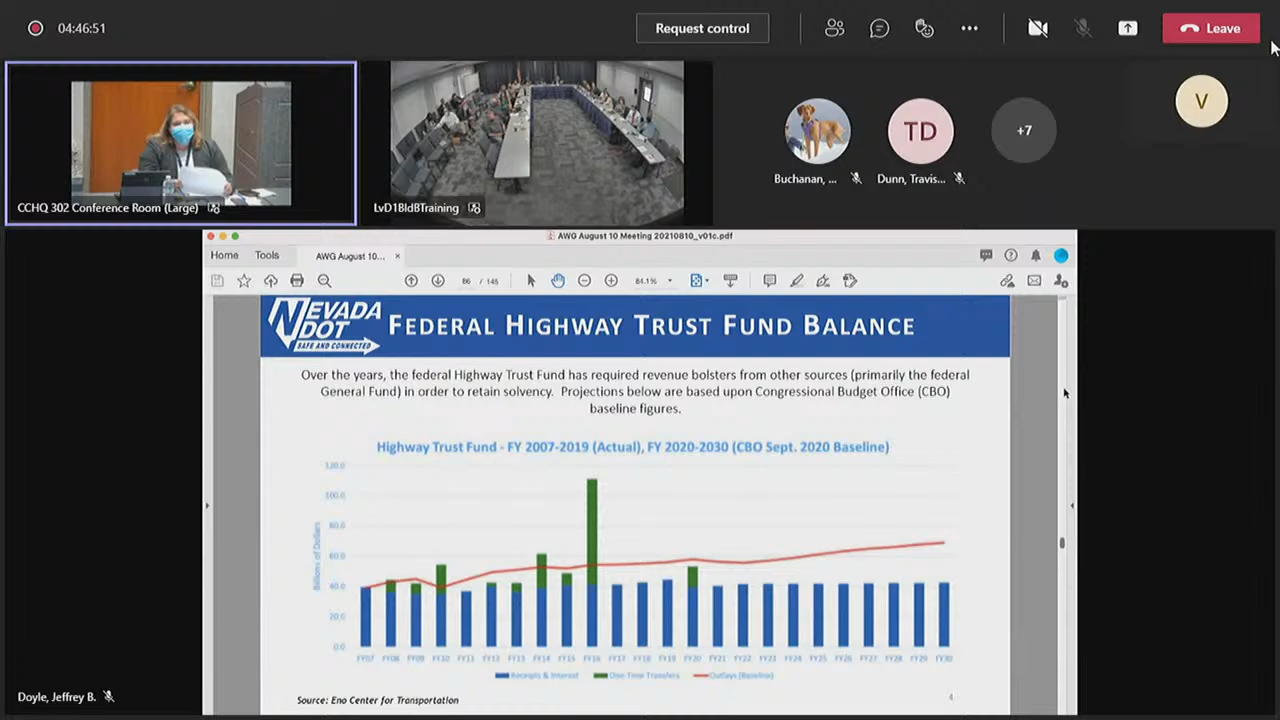 04:46:51
Request control
Leave
CCHQ 302 Conference Room (Large)
LvD1BldBTraining
Buchanan, ...
TD
Dunn, Travis...
+7
V
AWG August 10 Meeting 20210810_v01c.pdf
Home Tools AWG August 10... ×
86 / 145 84.1%
NEVADA DOT
SAFE AND CONNECTED
FEDERAL HIGHWAY TRUST FUND BALANCE
Over the years, the federal Highway Trust Fund has required revenue bolsters from other sources (primarily the federal
General Fund) in order to retain solvency. Projections below are based upon Congressional Budget Office (CBO)
baseline figures.
Highway Trust Fund - FY 2007-2019 (Actual), FY 2020-2030 (CBO Sept. 2020 Baseline)
Billions of Dollars
120.0
100.0
80.0
60.0
40.0
20.0
0.0
FY07 FY08 FY09 FY10 FY11 FY12 FY13 FY14 FY15 FY16 FY17 FY18 FY19 FY20 FY21 FY22 FY23 FY24 FY25 FY26 FY27 FY28 FY29 FY30
Receipts & Interest One-Time Transfers Outlays (Baseline)
Source: Eno Center for Transportation
4
Doyle, Jeffrey B.